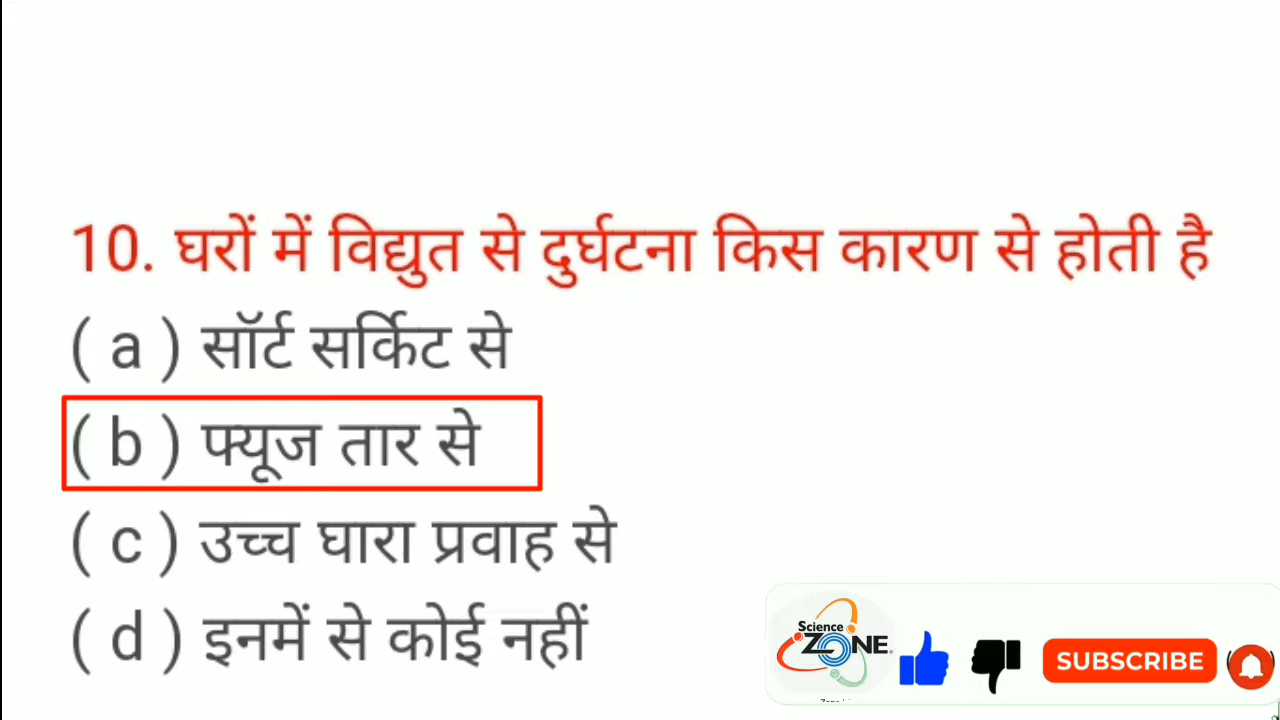 10. घरों में विद्युत से दुर्घटना किस कारण से होती है
( a ) सॉर्ट सर्किट से
( b ) फ्यूज तार से
( c ) उच्च घारा प्रवाह से
( d ) इनमें से कोई नहीं
Science
ZONE.
SUBSCRIBE